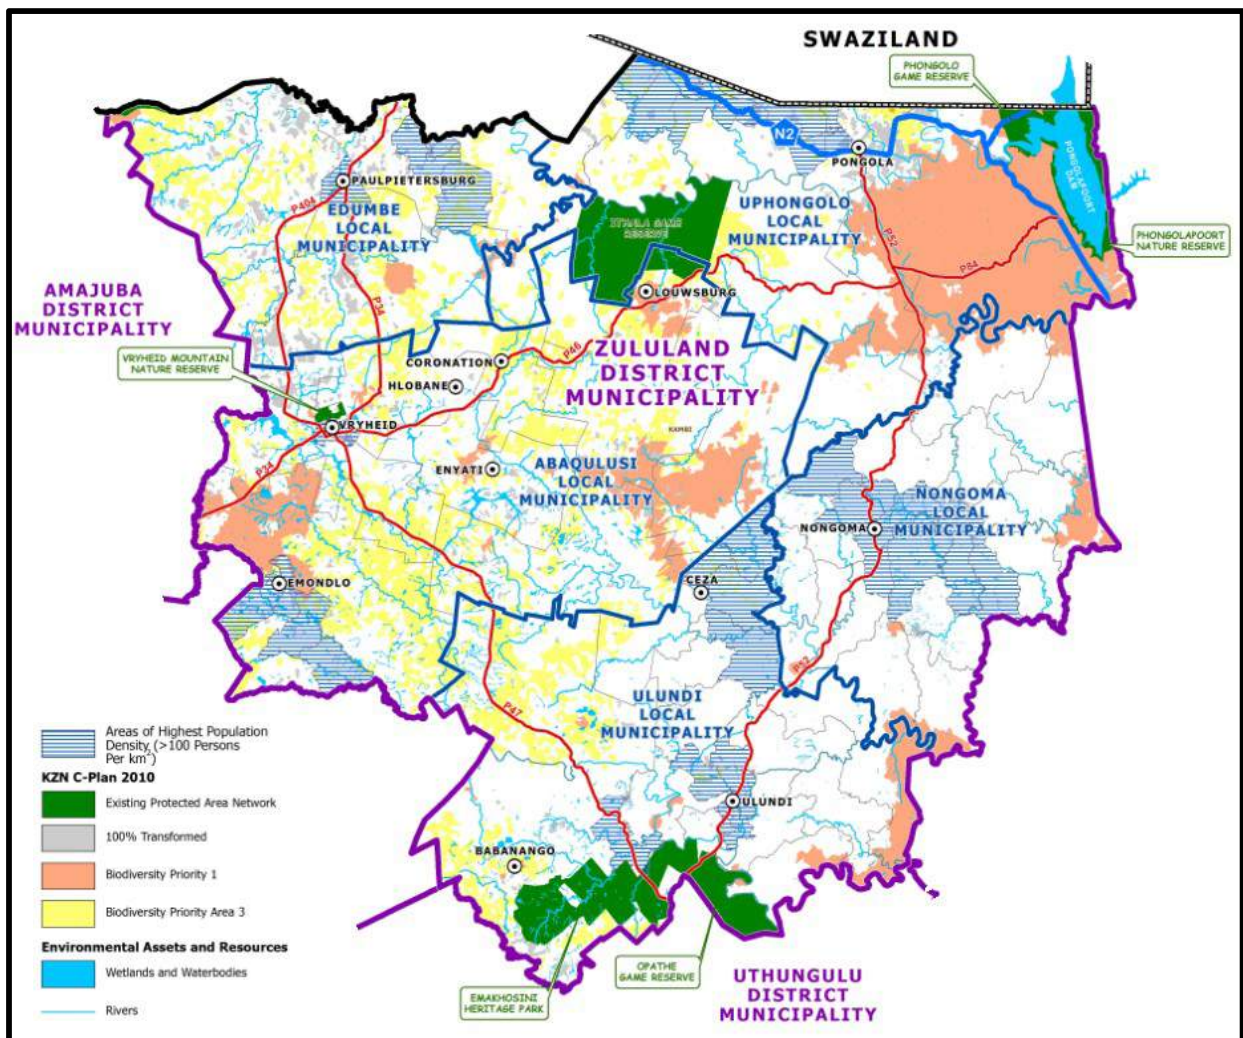 SWAZILAND
PHONGOLO
GAME RESERVE
N2
PONGOLA
PONGOLAPOORT
DAM
PAULPIETERSBURG
P404
EDUMBE
LOCAL
MUNICIPALITY
ITHALA GAME
RESERVE
UPHONGOLO
LOCAL
MUNICIPALITY
P52
PHONGOLAPOORT
NATURE RESERVE
P84
AMAJUBA
DISTRICT
MUNICIPALITY
P34
LOUWSBURG
VRYHEID MOUNTAIN
NATURE RESERVE
CORONATION
P46
ZULULAND
DISTRICT
MUNICIPALITY
HLOBANE
VRYHEID
KAMBI
P34
ENYATI
ABAQULUSI
LOCAL
MUNICIPALITY
NONGOMA
LOCAL
MUNICIPALITY
NONGOMA
EMONDLO
CEZA
P52
P47
ULUNDI
LOCAL
MUNICIPALITY
ULUNDI
BABANANGO
Areas of Highest Population
Density (>100 Persons
Per km²)
KZN C-Plan 2010
Existing Protected Area Network
100% Transformed
Biodiversity Priority 1
Biodiversity Priority Area 3
Environmental Assets and Resources
Wetlands and Waterbodies
Rivers
EMAKHOSINI
HERITAGE PARK
OPATHE
GAME RESERVE
UTHUNGULU
DISTRICT
MUNICIPALITY